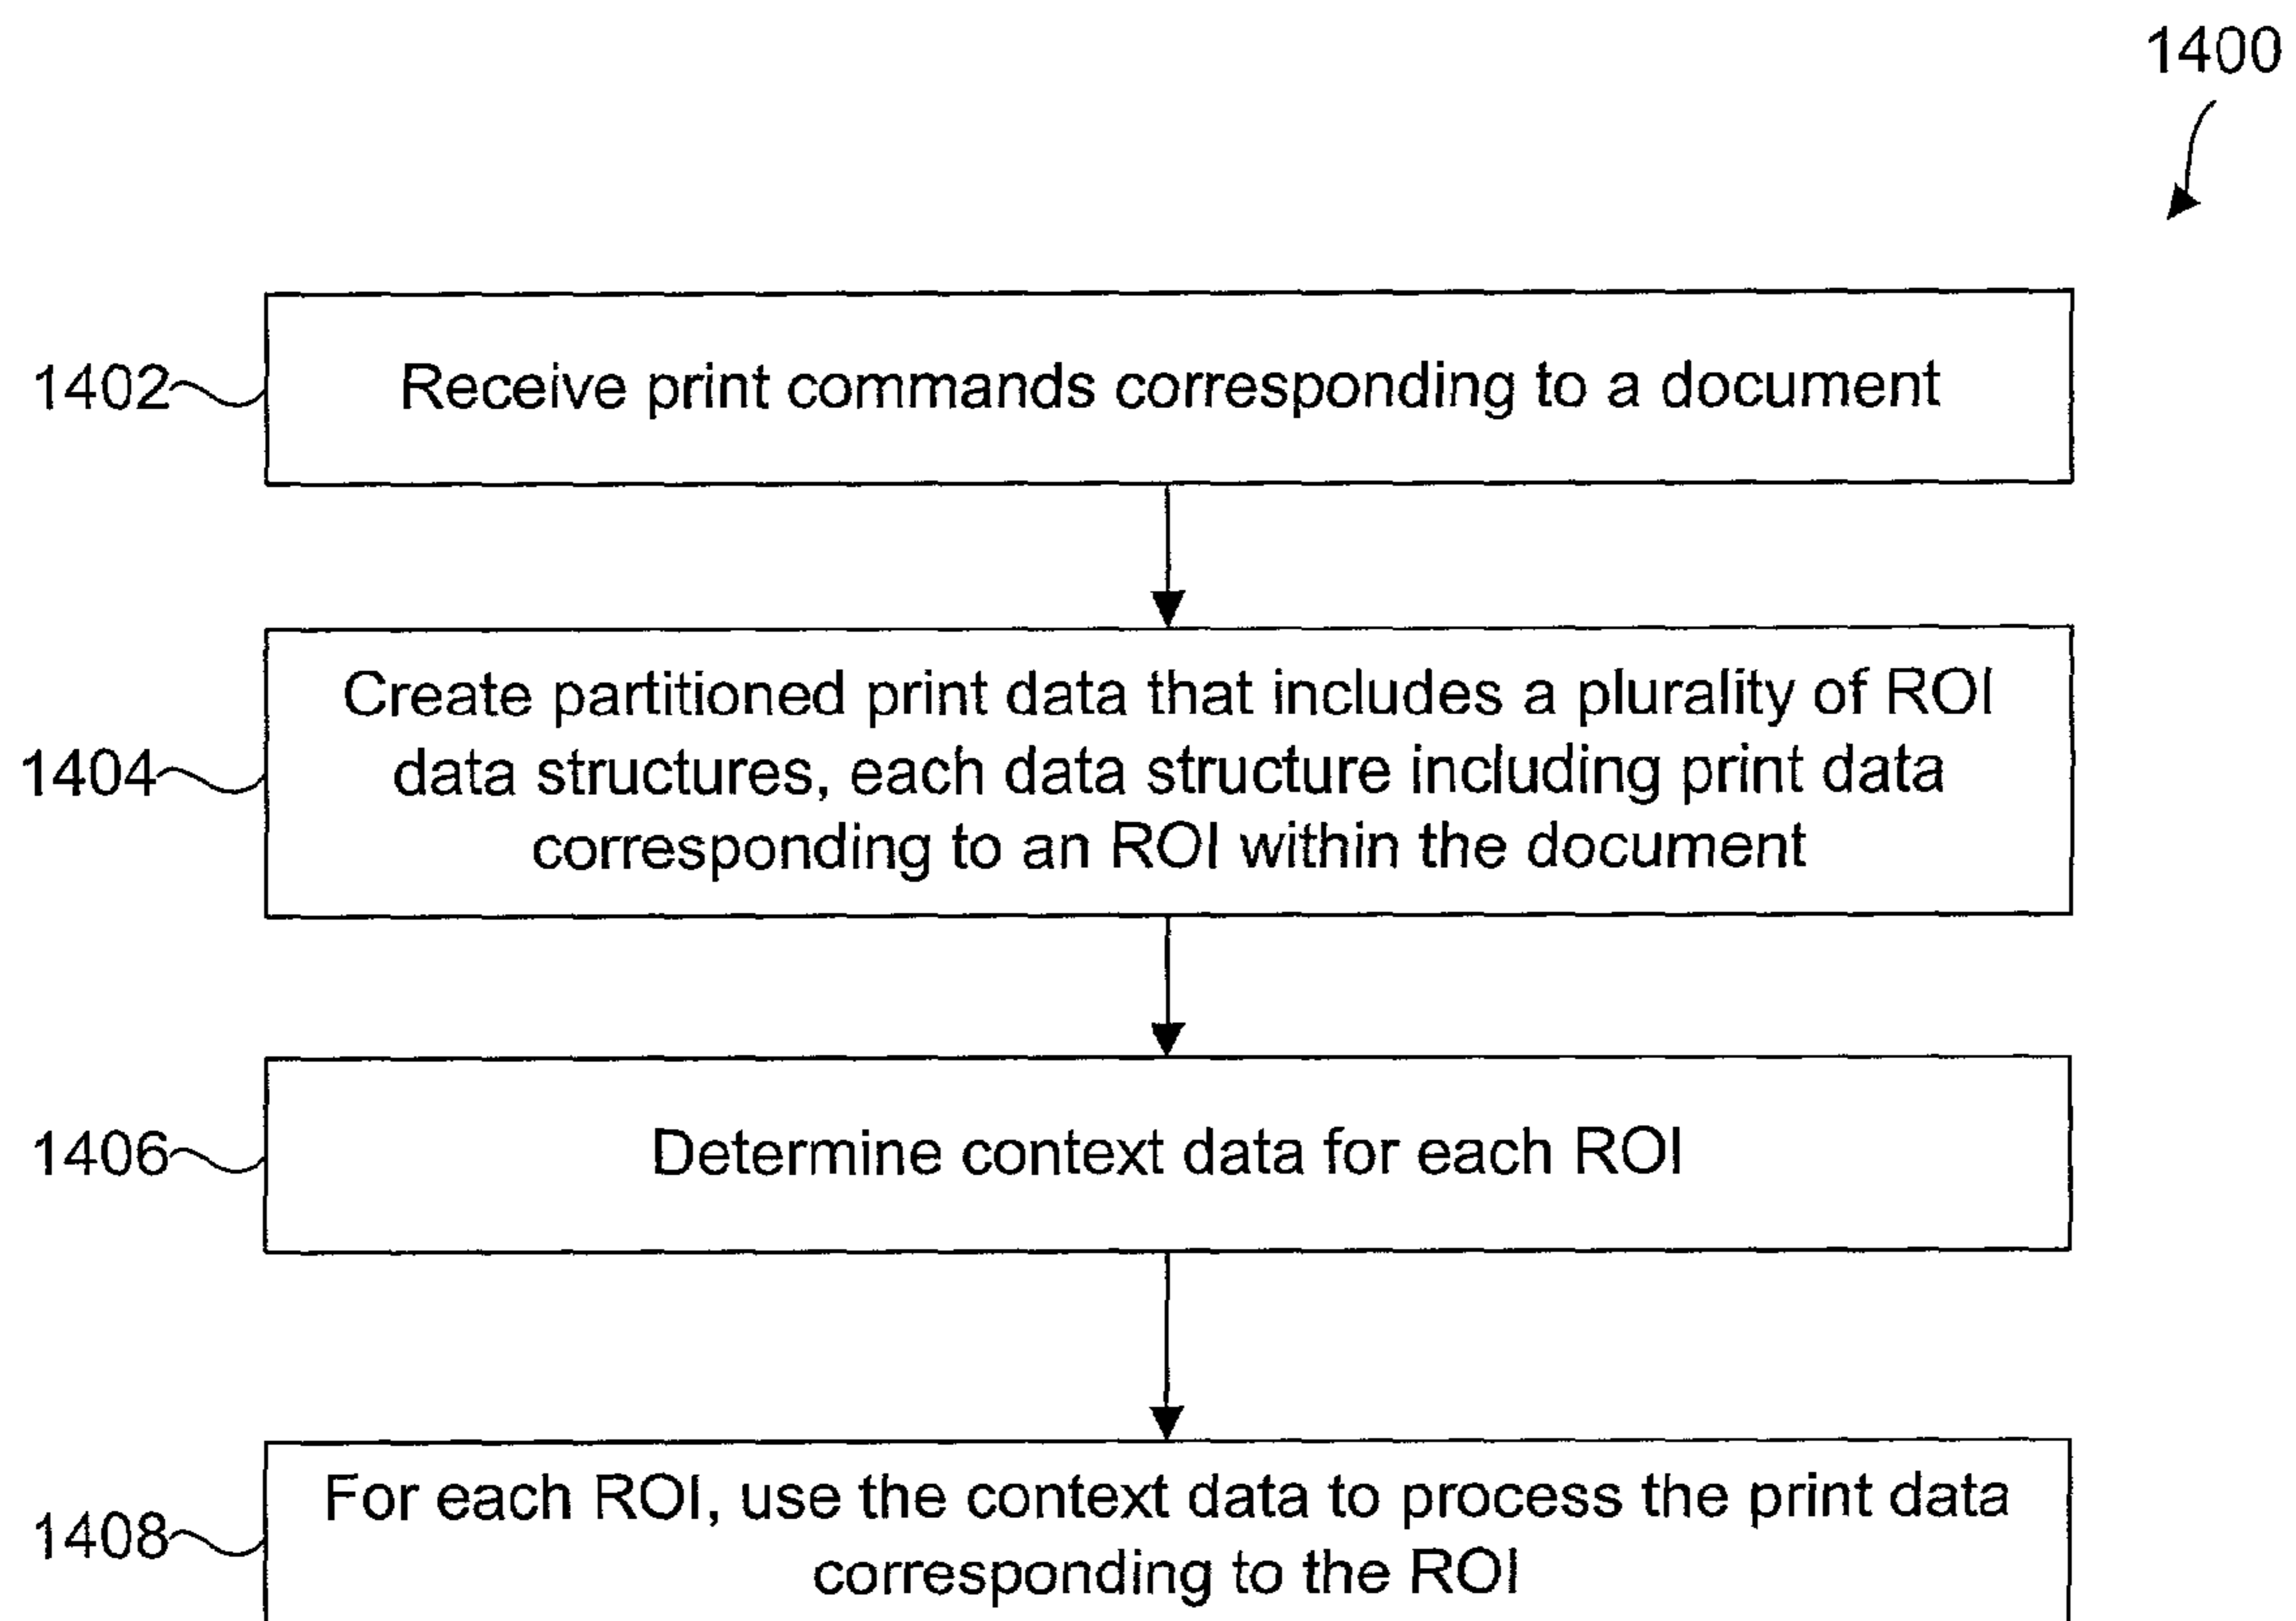 1400
1402
Receive print commands corresponding to a document
1404
Create partitioned print data that includes a plurality of ROI
data structures, each data structure including print data
corresponding to an ROI within the document
1406
Determine context data for each ROI
1408
For each ROI, use the context data to process the print data
corresponding to the ROI